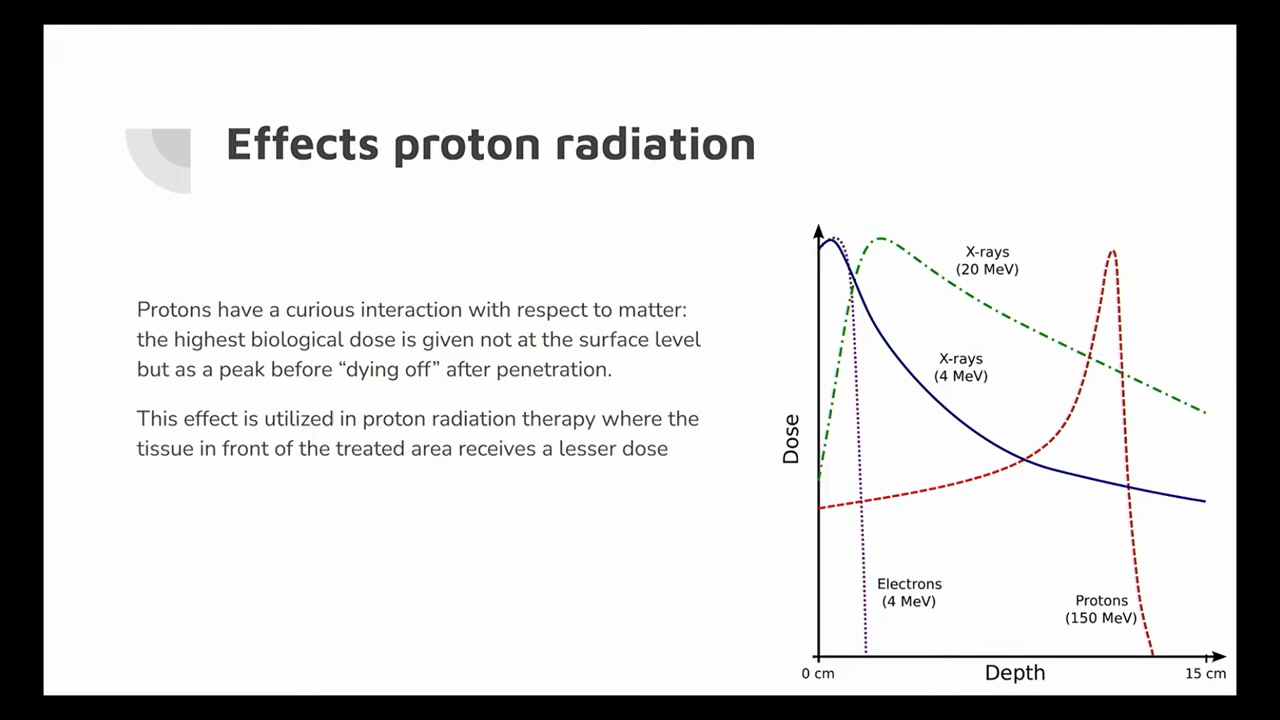 Effects proton radiation
Protons have a curious interaction with respect to matter:
the highest biological dose is given not at the surface level
but as a peak before “dying off” after penetration.
This effect is utilized in proton radiation therapy where the
tissue in front of the treated area receives a lesser dose
X-rays
(20 MeV)
X-rays
(4 MeV)
Dose
Electrons
(4 MeV)
Protons
(150 MeV)
0 cm
Depth
15 cm